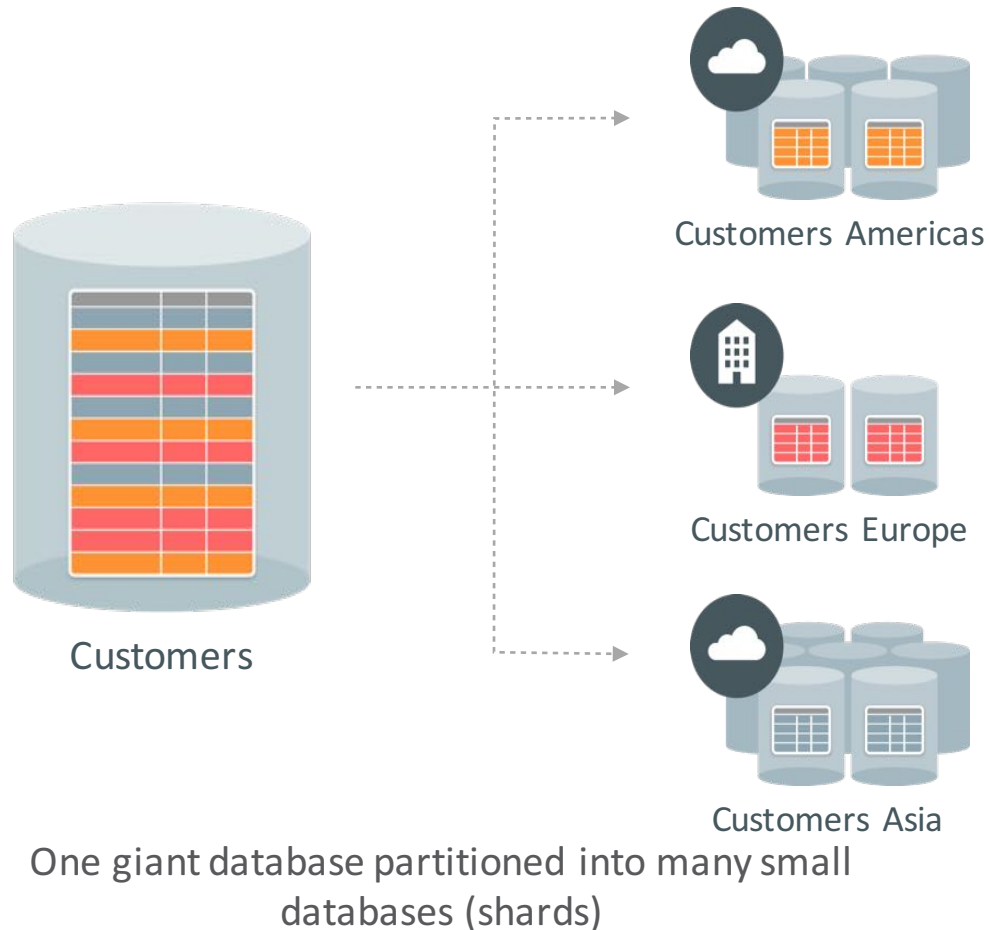 Customers Americas
Customers Europe
Customers
Customers Asia
One giant database partitioned into many small
databases (shards)